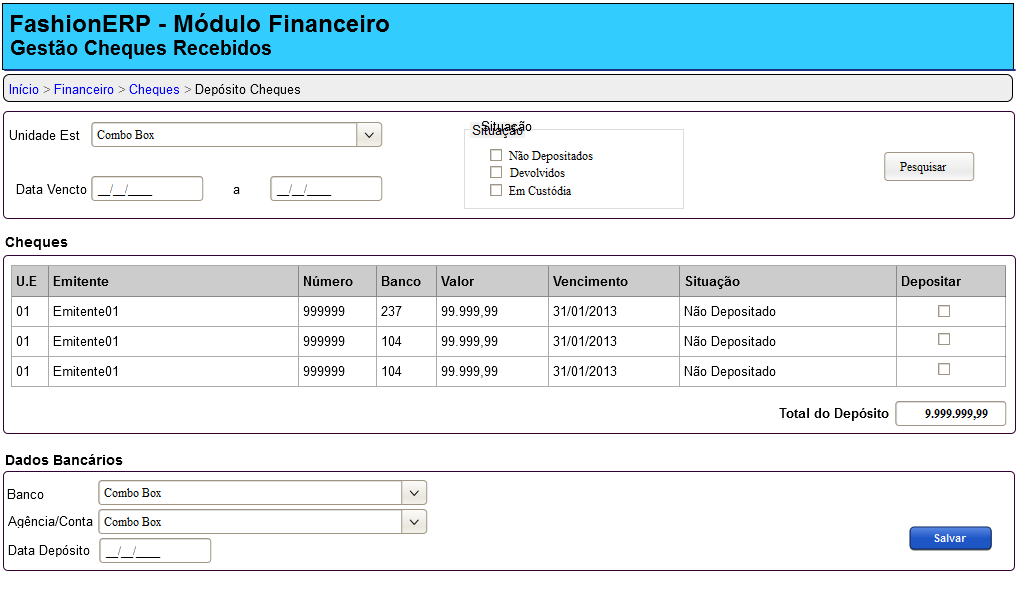 FashionERP - Módulo Financeiro
Gestão Cheques Recebidos
Início > Financeiro > Cheques > Depósito Cheques
Unidade Est Combo Box
Situação
Situação
Não Depositados
Devolvidos
Em Custódia
Pesquisar
Data Vencto __/__/____ a __/__/____
Cheques
U.E Emitente Número Banco Valor Vencimento Situação Depositar
01 Emitente01 999999 237 99.999,99 31/01/2013 Não Depositado
01 Emitente01 999999 104 99.999,99 31/01/2013 Não Depositado
01 Emitente01 999999 104 99.999,99 31/01/2013 Não Depositado
Total do Depósito 9.999.999,99
Dados Bancários
Banco Combo Box
Agência/Conta Combo Box
Data Depósito __/__/____
Salvar